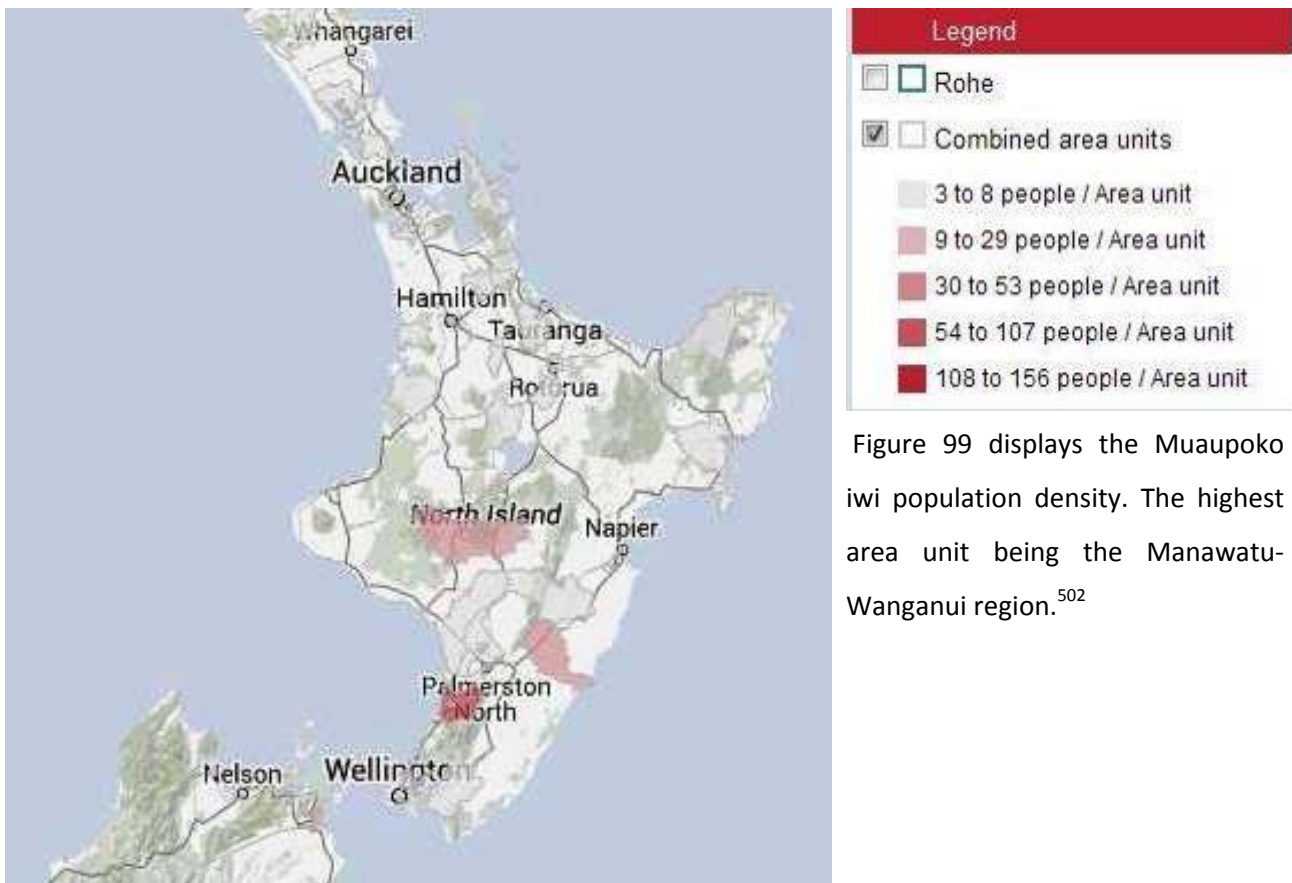 Whangarei
Auckland
Hamilton
Tauranga
Rotorua
North Island
Napier
Palmerston
North
Nelson
Wellington
Legend
Rohe
Combined area units
3 to 8 people / Area unit
9 to 29 people / Area unit
30 to 53 people / Area unit
54 to 107 people / Area unit
108 to 156 people / Area unit
Figure 99 displays the Muaupoko
iwi population density. The highest
area unit being the Manawatu-
Wanganui region.502